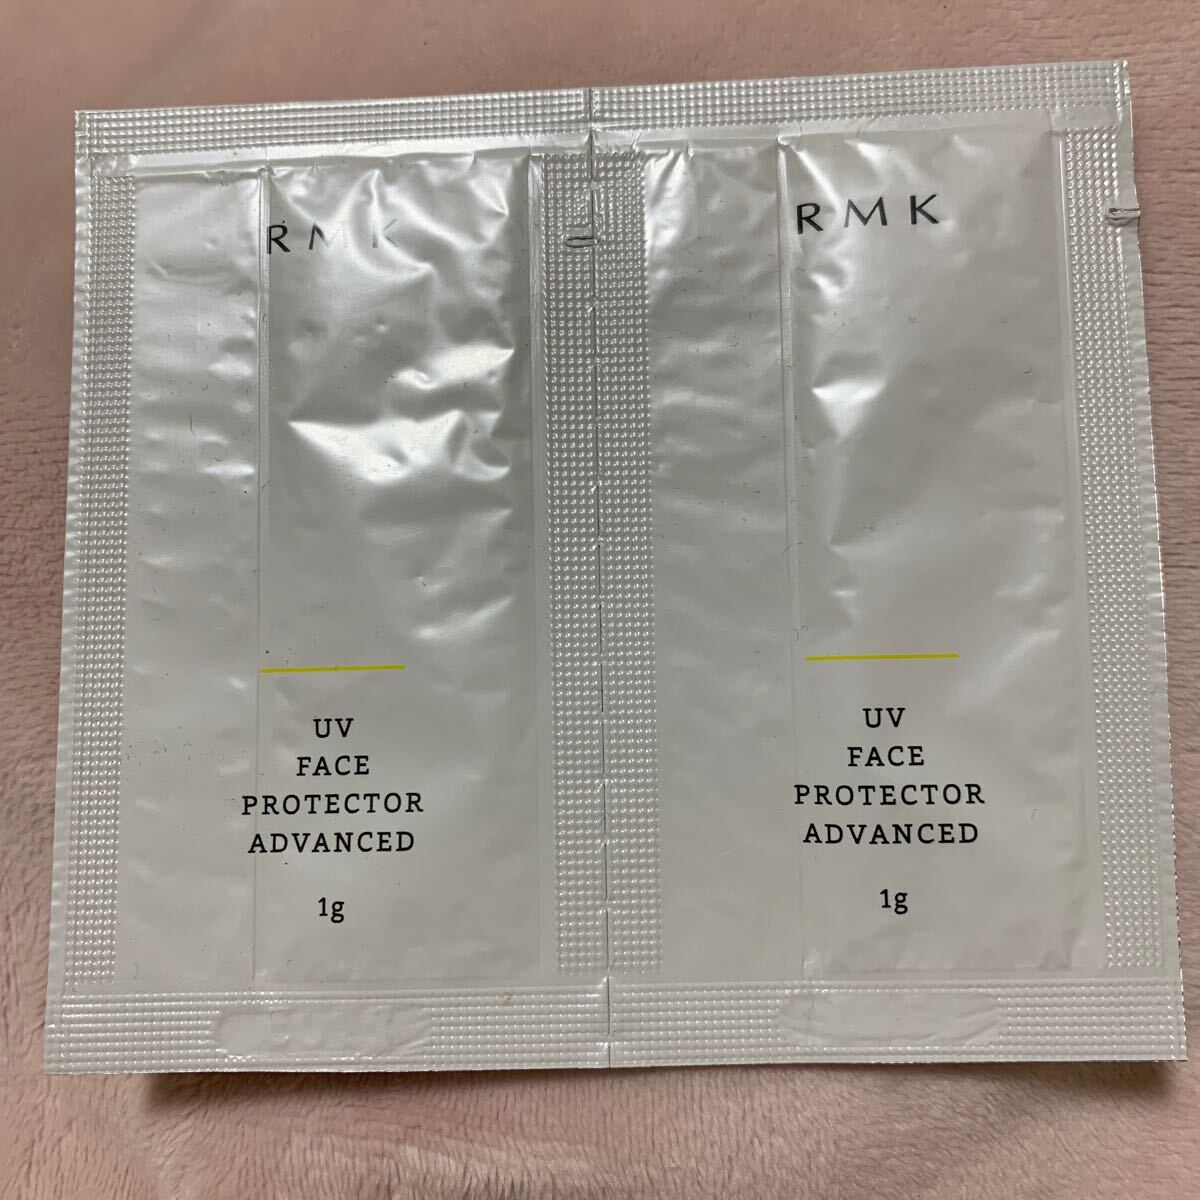 RMK
UV
FACE
PROTECTOR
ADVANCED
1g
RMK
UV
FACE
PROTECTOR
ADVANCED
1g